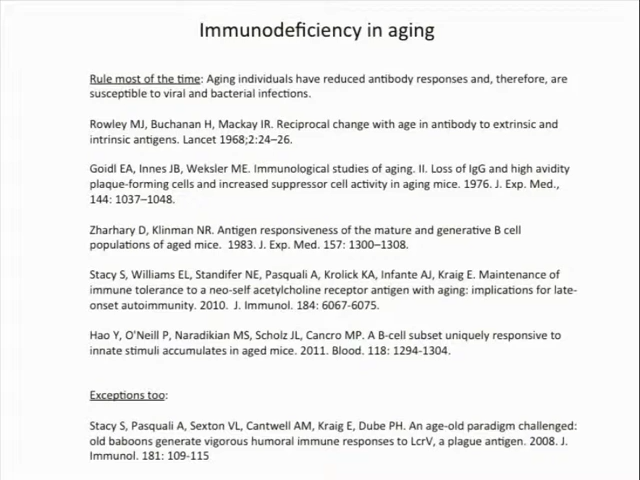 Immunodeficiency in aging
Rule most of the time: Aging individuals have reduced antibody responses and, therefore, are
susceptible to viral and bacterial infections.
Rowley MJ, Buchanan H, Mackay IR. Reciprocal change with age in antibody to extrinsic and
intrinsic antigens. Lancet 1968;2:24–26.
Goidl EA, Innes JB, Weksler ME. Immunological studies of aging. II. Loss of IgG and high avidity
plaque-forming cells and increased suppressor cell activity in aging mice. 1976. J. Exp. Med.,
144: 1037–1048.
Zharhary D, Klinman NR. Antigen responsiveness of the mature and generative B cell
populations of aged mice. 1983. J. Exp. Med. 157: 1300–1308.
Stacy S, Williams EL, Standifer NE, Pasquali A, Krolick KA, Infante AJ, Kraig E. Maintenance of
immune tolerance to a neo-self acetylcholine receptor antigen with aging: implications for late-
onset autoimmunity. 2010. J. Immunol. 184: 6067-6075.
Hao Y, O'Neill P, Naradikian MS, Scholz JL, Cancro MP. A B-cell subset uniquely responsive to
innate stimuli accumulates in aged mice. 2011. Blood. 118: 1294-1304.
Exceptions too:
Stacy S, Pasquali A, Sexton VL, Cantwell AM, Kraig E, Dube PH. An age-old paradigm challenged:
old baboons generate vigorous humoral immune responses to LcrV, a plague antigen. 2008. J.
Immunol. 181: 109-115